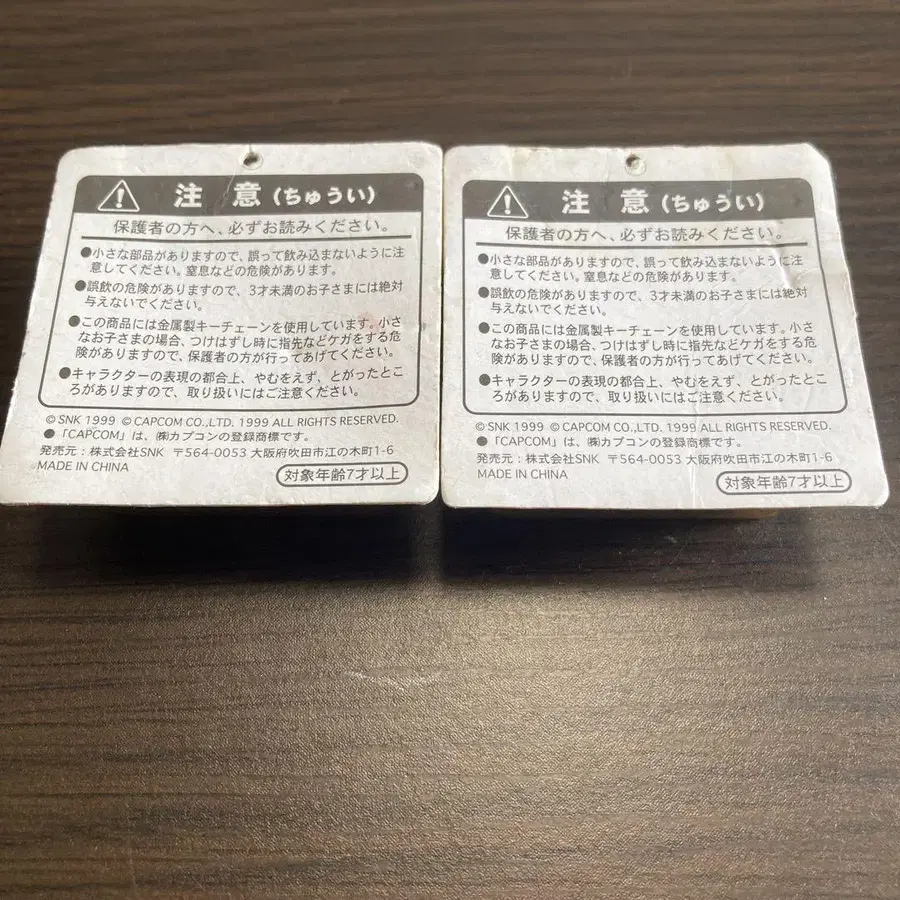 注意(ちゅうい)
保護者の方へ、必ずお読みください。
●小さな部品がありますので、誤って飲み込まないように注
意してください。窒息などの危険があります。
●誤飲の危険がありますので、3才未満のお子さまには絶対
与えないでください。
●この商品には金属製キーチェーンを使用しています。小さ
なお子さまの場合、つけはずし時に指先などケガをする危
険がありますので、保護者の方が行ってあげてください。
●キャラクターの表現の都合上、やむをえず、とがったとこ
ろがありますので、取り扱いにはご注意ください。
© SNK 1999 © CAPCOM CO.,LTD. 1999 ALL RIGHTS RESERVED.
●「CAPCOM」は、㈱カプコンの登録商標です。
発売元:株式会社SNK 〒564-0053 大阪府吹田市江の木町1-6
MADE IN CHINA
対象年齢7才以上
注意(ちゅうい)
保護者の方へ、必ずお読みください。
●小さな部品がありますので、誤って飲み込まないように注
意してください。窒息などの危険があります。
●誤飲の危険がありますので、3才未満のお子さまには絶対
与えないでください。
●この商品には金属製キーチェーンを使用しています。小さ
なお子さまの場合、つけはずし時に指先などケガをする危
険がありますので、保護者の方が行ってあげてください。
●キャラクターの表現の都合上、やむをえず、とがったとこ
ろがありますので、取り扱いにはご注意ください。
© SNK 1999 © CAPCOM CO.,LTD. 1999 ALL RIGHTS RESERVED.
●「CAPCOM」は、㈱カプコンの登録商標です。
発売元:株式会社SNK 〒564-0053 大阪府吹田市江の木町1-6
MADE IN CHINA
対象年齢7才以上